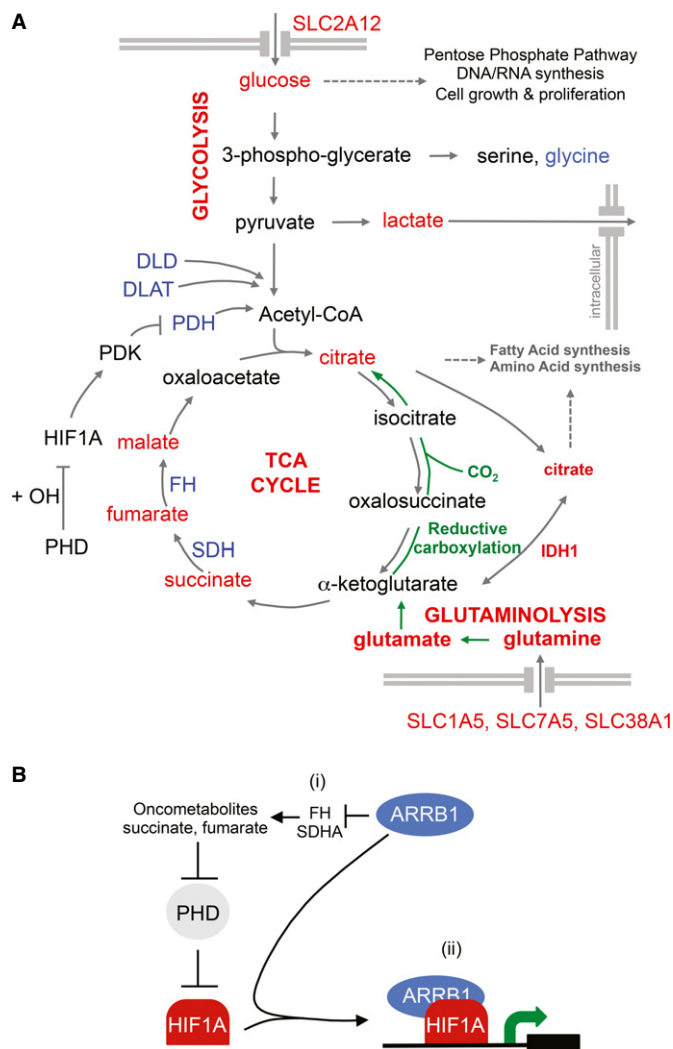 A
SLC2A12
glucose
Pentose Phosphate Pathway
DNA/RNA synthesis
Cell growth & proliferation
GLYCOLYSIS
3-phospho-glycerate
serine, glycine
pyruvate
lactate
intracellular
DLD
DLAT
PDH
Acetyl-CoA
PDK
citrate
Fatty Acid synthesis
Amino Acid synthesis
oxaloacetate
isocitrate
HIF1A
malate
TCA
CYCLE
CO2
citrate
+ OH
FH
fumarate
oxalosuccinate
PHD
SDH
Reductive
carboxylation
IDH1
succinate
α-ketoglutarate
GLUTAMINOLYSIS
glutamate
glutamine
SLC1A5, SLC7A5, SLC38A1
B
(i)
Oncometabolites
succinate, fumarate
FH
SDHA
ARRB1
PHD
(ii)
ARRB1
HIF1A
HIF1A